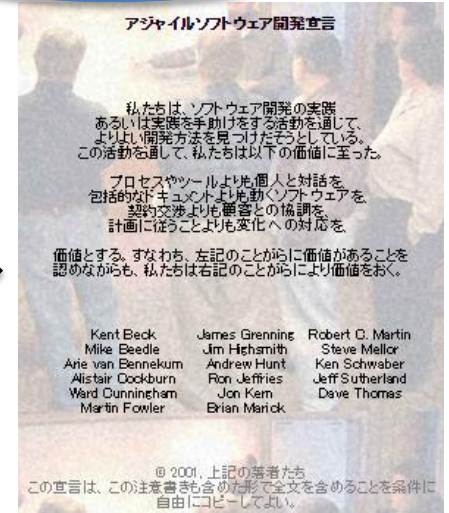 アジャイルソフトウェア開発宣言
私たちは、ソフトウェア開発の実践
あるいは実践を手助けをする活動を通じて、
よりよい開発方法を見つけだそうとしている。
この活動を通して、私たちは以下の価値に至った。
プロセスやツールよりも個人と対話を、
包括的なドキュメントよりも動くソフトウェアを、
契約交渉よりも顧客との協調を、
計画に従うことよりも変化への対応を、
価値とする。すなわち、左記のことがらに価値があることを
認めながらも、私たちは右記のことがらにより価値をおく。
Kent Beck James Grenning Robert C. Martin
Mike Beedle Jim Highsmith Steve Mellor
Arie van Bennekum Andrew Hunt Ken Schwaber
Alistair Cockburn Ron Jeffries Jeff Sutherland
Ward Cunningham Jon Kern Dave Thomas
Martin Fowler Brian Marick
© 2001, 上記の著者たち
この宣言は、この注意書きも含めた形で全文を含めることを条件に
自由にコピーしてよい。